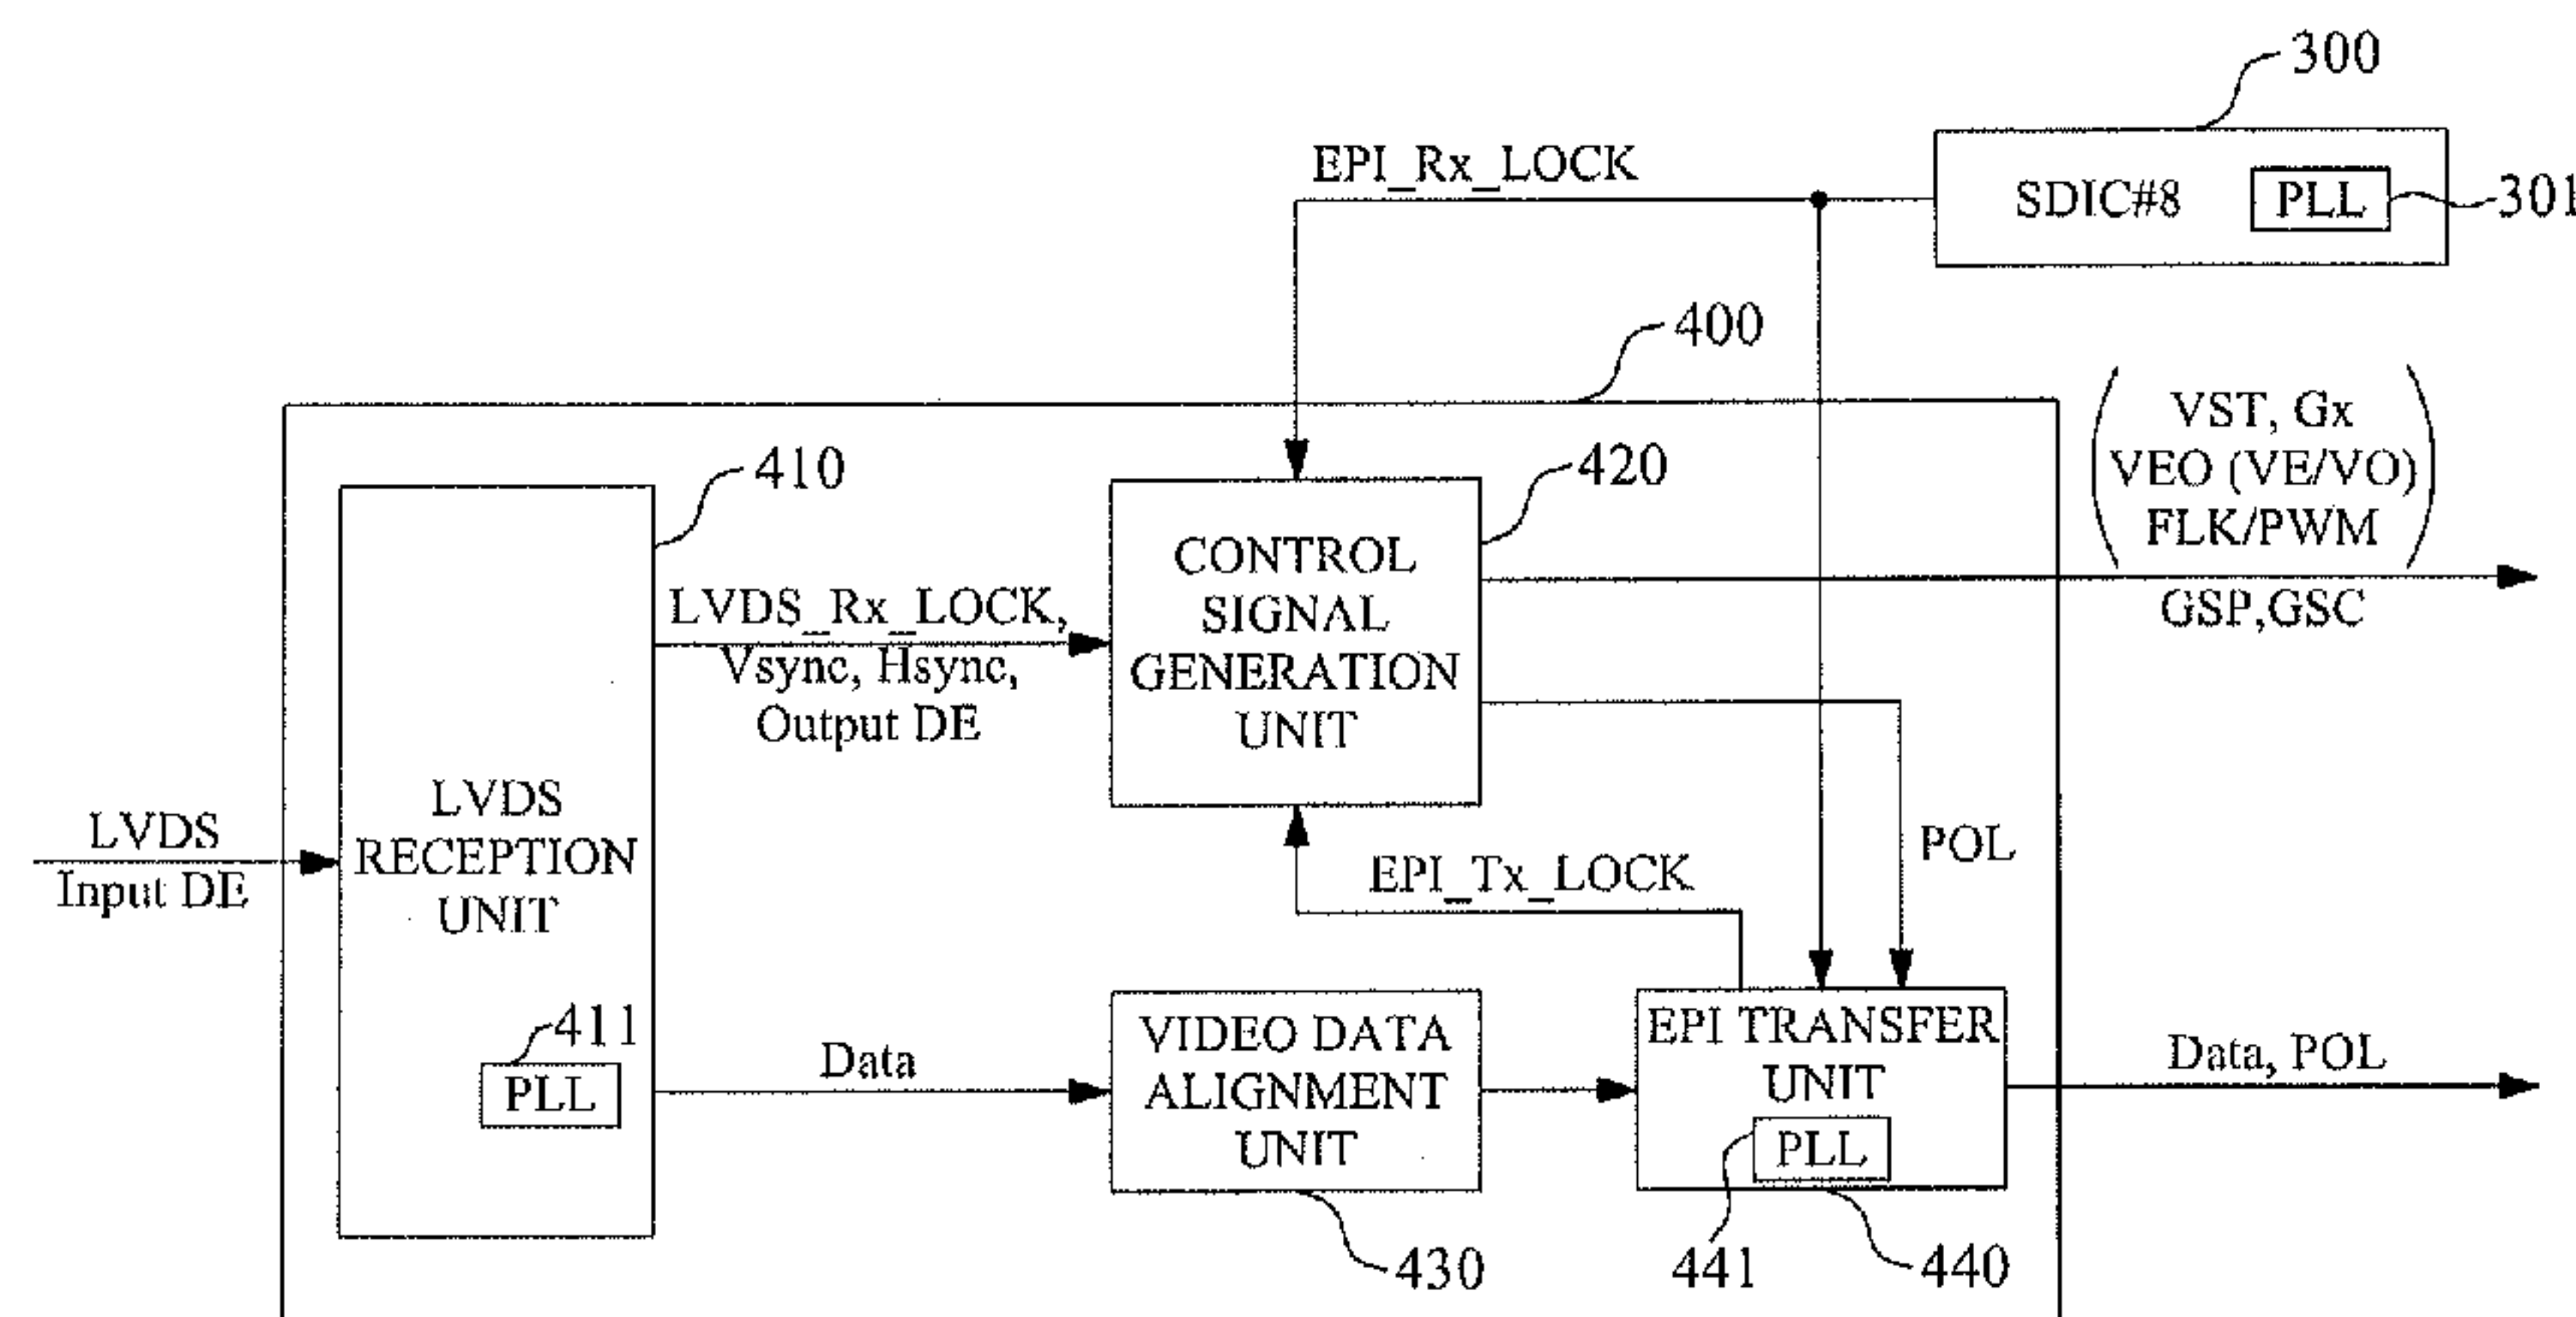 300
EPI_Rx_LOCK
SDIC#8
PLL
301
400
VST, Gx
VEO (VE/VO)
FLK/PWM
GSP,GSC
410
420
LVDS_Rx_LOCK,
Vsync, Hsync,
Output DE
CONTROL
SIGNAL
GENERATION
UNIT
LVDS
Input DE
LVDS
RECEPTION
UNIT
411
PLL
POL
EPI_Tx_LOCK
Data
VIDEO DATA
ALIGNMENT
UNIT
EPI TRANSFER
UNIT
PLL
Data, POL
430
441
440